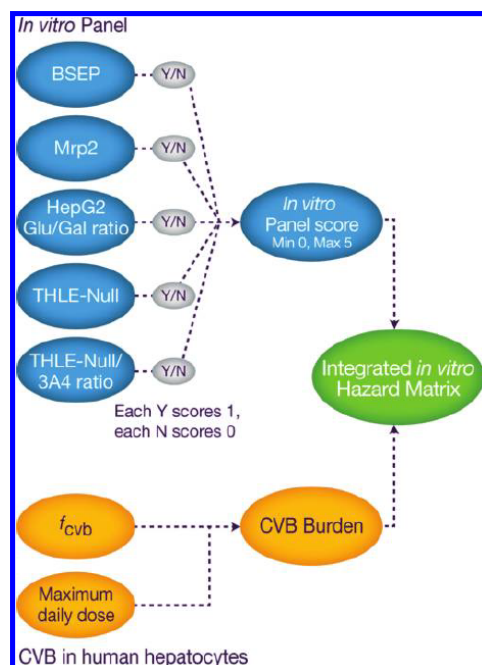 In vitro Panel
BSEP
Y/N
Mrp2
Y/N
HepG2
Glu/Gal ratio
Y/N
In vitro
Panel score
Min 0, Max 5
THLE-Null
Y/N
THLE-Null/
3A4 ratio
Y/N
Integrated in vitro
Hazard Matrix
Each Y scores 1,
each N scores 0
fCVB
CVB Burden
Maximum
daily dose
CVB in human hepatocytes